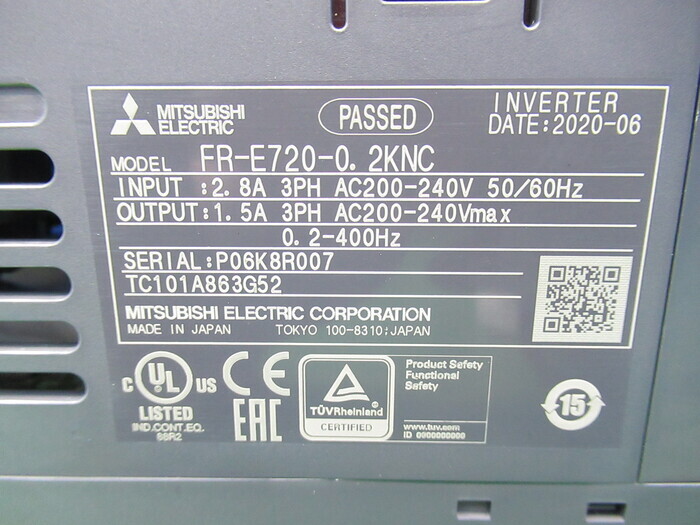 MITSUBISHI
ELECTRIC
PASSED
INVERTER
DATE:2020-06
MODEL FR-E720-0.2KNC
INPUT :2.8A 3PH AC200-240V 50/60Hz
OUTPUT:1.5A 3PH AC200-240Vmax
0.2-400Hz
SERIAL:P06K8R007
TC101A863G52
MITSUBISHI ELECTRIC CORPORATION
MADE IN JAPAN TOKYO 100-8310,JAPAN
C UL US
LISTED
IND.CONT.EQ.
88R2
CE
EAC
TÜVRheinland
CERTIFIED
Product Safety
Functional
Safety
www.tuv.com
ID 0900000000
15